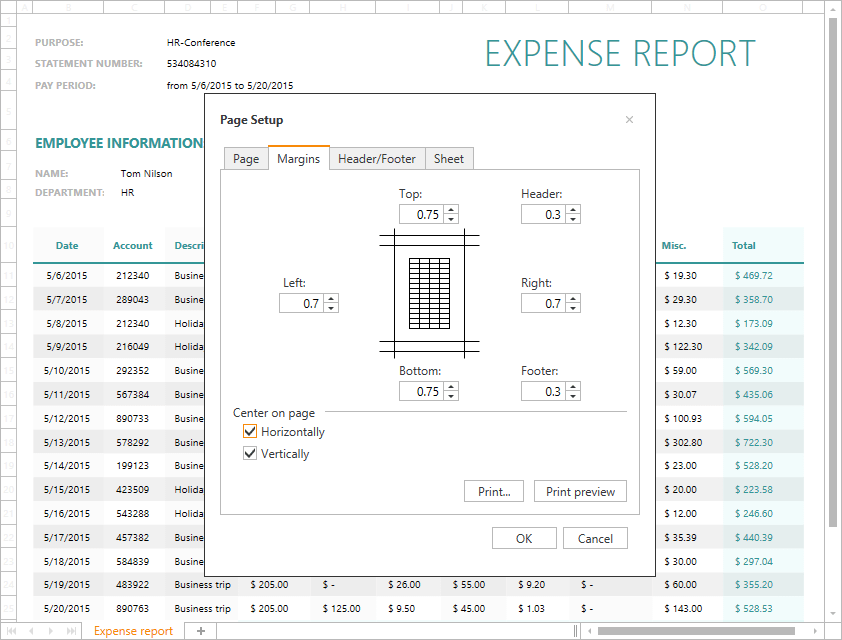 PURPOSE: HR-Conference
EXPENSE REPORT
STATEMENT NUMBER: 534084310
PAY PERIOD: from 5/6/2015 to 5/20/2015
Page Setup
EMPLOYEE INFORMATION
Page Margins Header/Footer Sheet
NAME: Tom Nilson
DEPARTMENT: HR
Top: Header:
0.75 0.3
Left: Right:
0.7 0.7
Bottom: Footer:
0.75 0.3
Center on page
Horizontally
Vertically
Print... Print preview
OK Cancel
Date Account Descri Misc. Total
5/6/2015 212340 Busine $ 19.30 $ 469.72
5/7/2015 289043 Busine $ 29.30 $ 358.70
5/8/2015 212340 Holida $ 12.30 $ 173.09
5/9/2015 216049 Holida $ 122.30 $ 342.09
5/10/2015 292352 Busine $ 59.00 $ 569.30
5/11/2015 567384 Busine $ 30.07 $ 435.06
5/12/2015 890733 Busine $ 100.93 $ 594.05
5/13/2015 578292 Busine $ 302.80 $ 722.30
5/14/2015 199123 Busine $ 23.00 $ 528.20
5/15/2015 423509 Holida $ 20.00 $ 223.58
5/16/2015 543288 Holida $ 12.00 $ 246.60
5/17/2015 457382 Busine $ 35.39 $ 440.39
5/18/2015 584839 Busine $ 30.00 $ 297.04
5/19/2015 483922 Business trip $ 205.00 $ - $ 26.00 $ 55.00 $ 9.20 $ - $ 60.00 $ 355.20
5/20/2015 890763 Business trip $ 205.00 $ 125.00 $ 9.50 $ 45.00 $ 1.03 $ - $ 143.00 $ 528.53
Expense report +